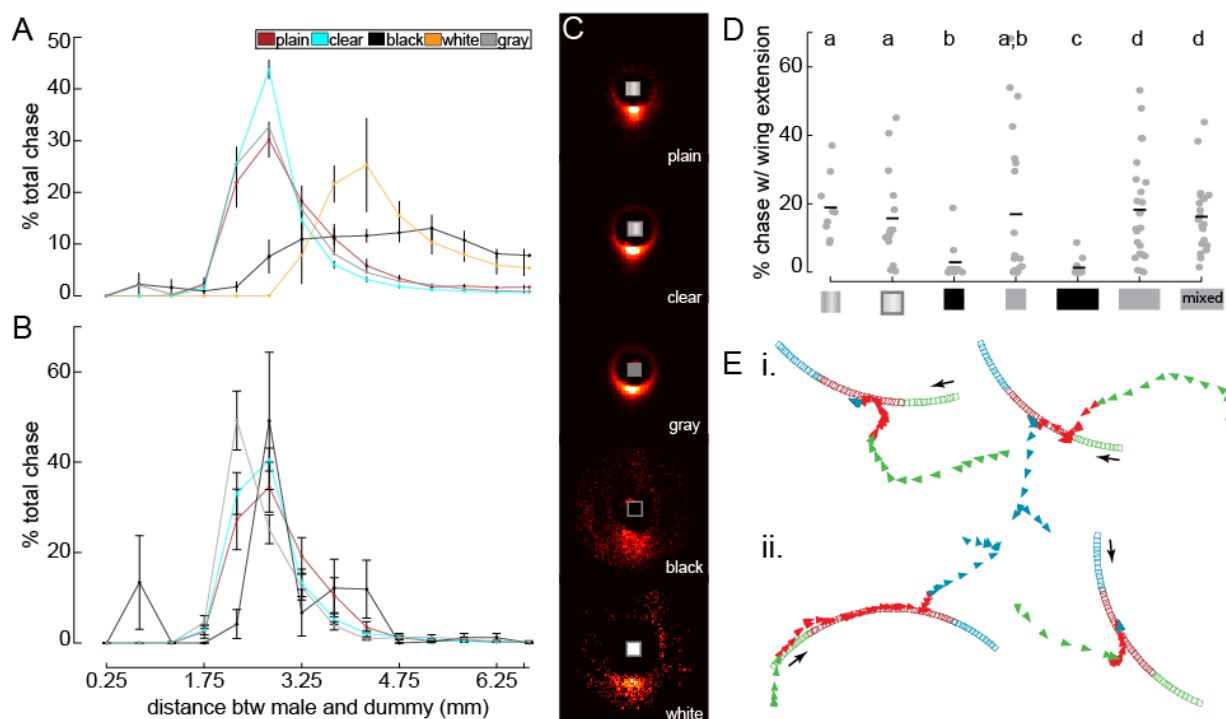 A
50
40
30
20
10
0
% total chase
plain clear black white gray
B
60
40
20
0
% total chase
0.25 1.75 3.25 4.75 6.25
distance btw male and dummy (mm)
C
plain
clear
gray
black
white
D
a a b a,b c d d
60
40
20
0
% chase w/ wing extension
mixed
E i.
ii.